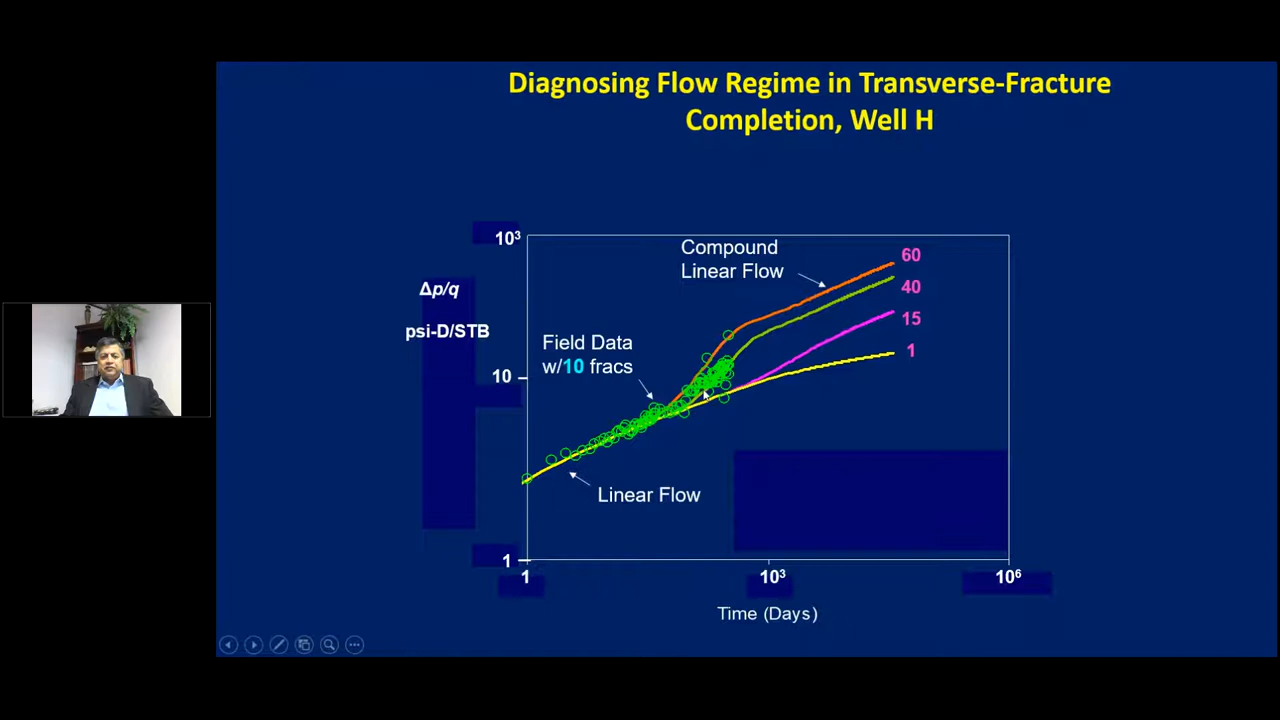 Diagnosing Flow Regime in Transverse-Fracture
Completion, Well H
10³
Δp/q
psi-D/STB
10
1
Compound
Linear Flow
60
40
15
1
Field Data
w/10 fracs
Linear Flow
1
10³
10⁶
Time (Days)